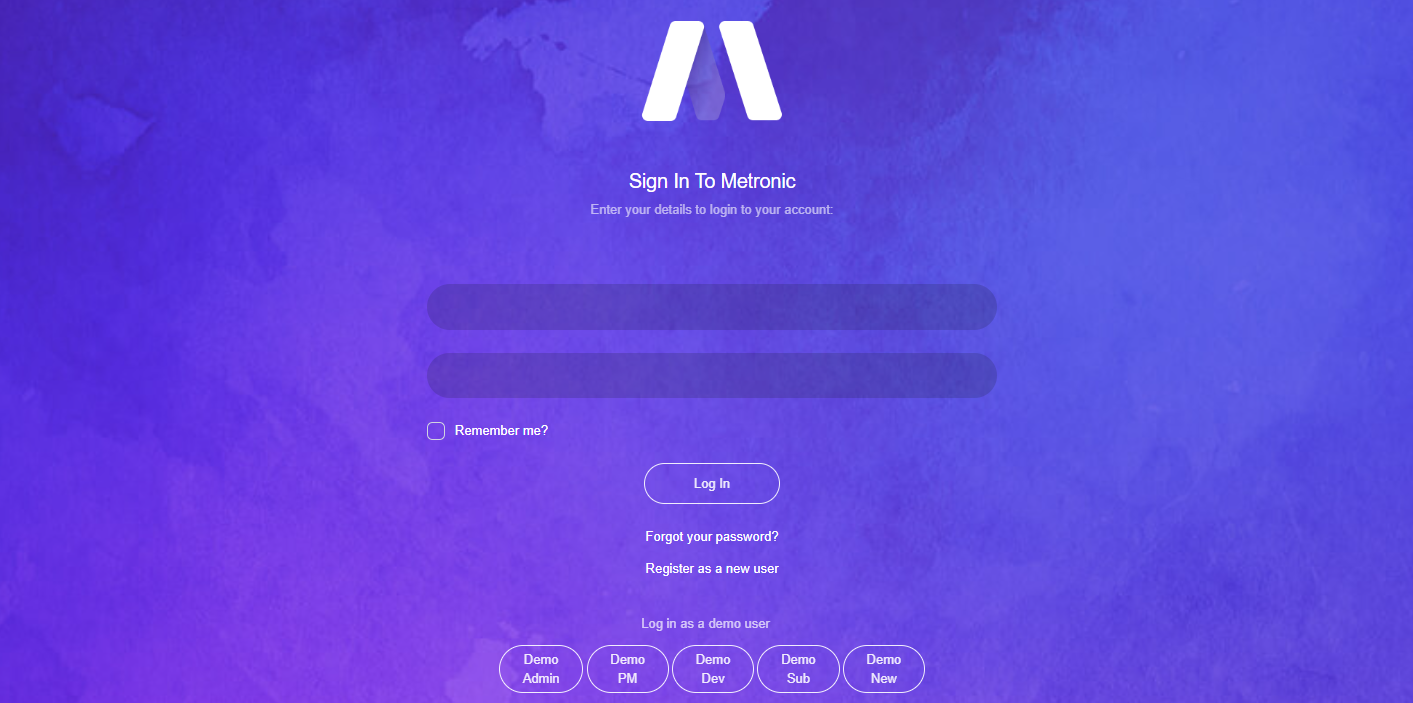 Sign In To Metronic
Enter your details to login to your account:
Remember me?
Log In
Forgot your password?
Register as a new user
Log in as a demo user
Demo Admin
Demo PM
Demo Dev
Demo Sub
Demo New